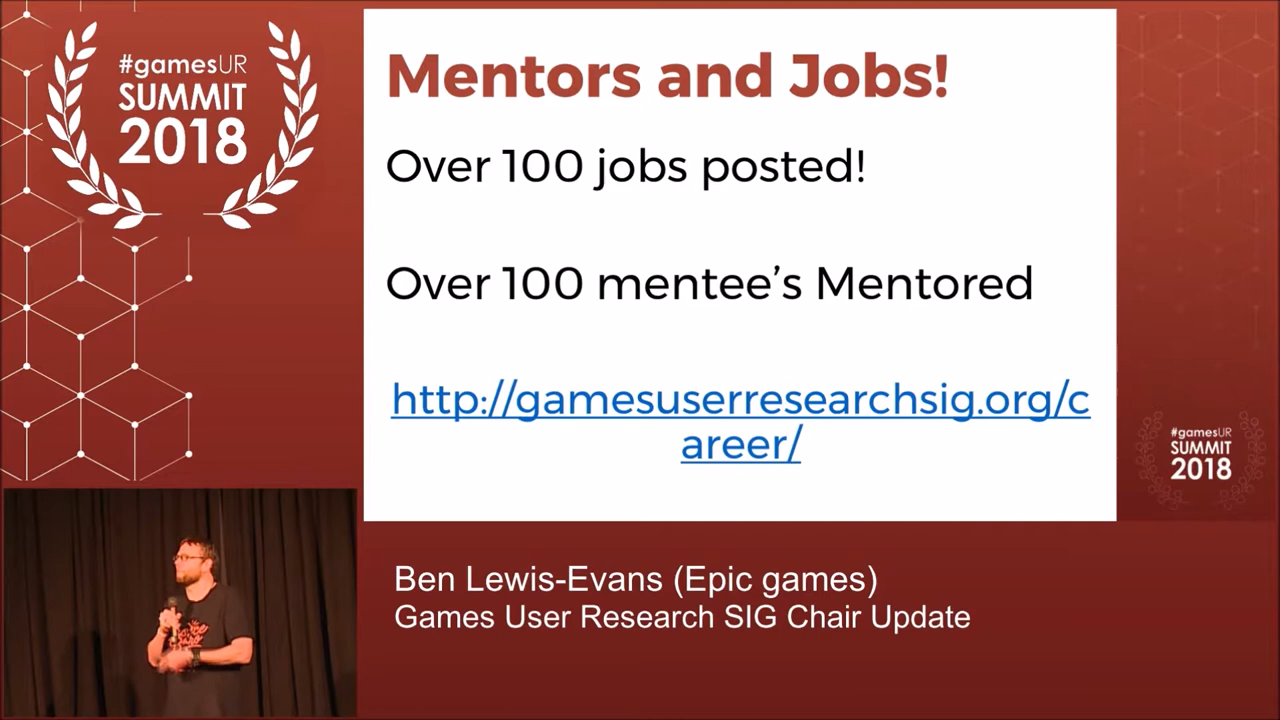 #gamesUR
SUMMIT
2018
Mentors and Jobs!
Over 100 jobs posted!
Over 100 mentee’s Mentored
http://gamesuserresearchsig.org/c
areer/
#gamesUR
SUMMIT
2018
Ben Lewis-Evans (Epic games)
Games User Research SIG Chair Update